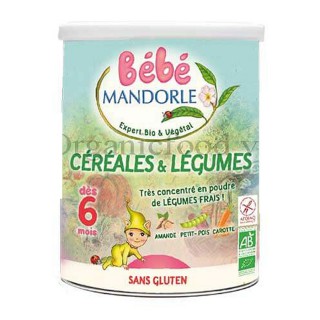 Bébé
MANDORLE
Expert Bio & Végétal
CÉRÉALES & LÉGUMES
dès
6
mois
Très concentré en poudre
de LÉGUMES FRAIS !
AMANDE PETIT-POIS CAROTTE
AB
SANS GLUTEN